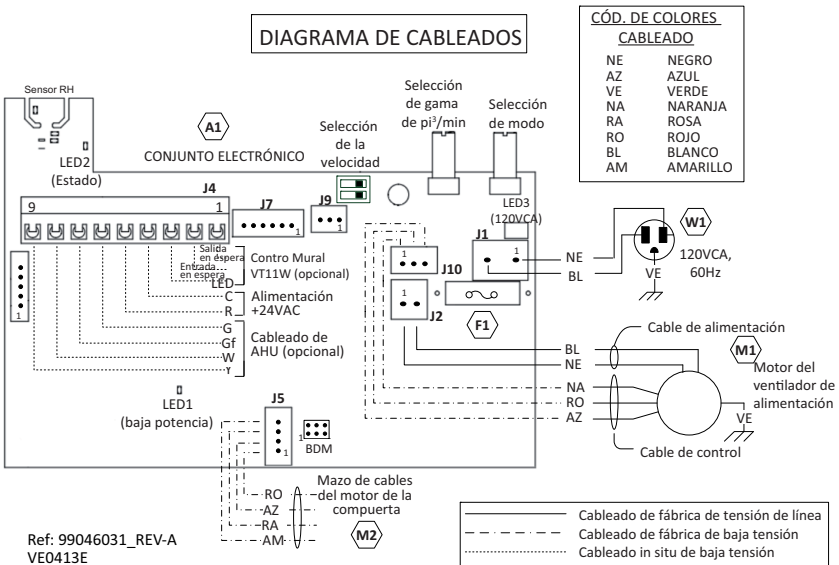 DIAGRAMA DE CABLEADOS
CÓD. DE COLORES
CABLEADO
NE NEGRO
AZ AZUL
VE VERDE
NA NARANJA
RA ROSA
RO ROJO
BL BLANCO
AM AMARILLO
Sensor RH
LED2
(Estado)
A1
CONJUNTO ELECTRÓNICO
Selección
de la
velocidad
Selección
de gama
de pi³/min
Selección
de modo
LED3
(120VCA)
J4
9 1
J7
1
J9
1
J1
1
J10
1
J2
1
F1
NE
BL
W1
120VCA,
60Hz
VE
Salida
en espera
Entrada
en espera
LED
Contro Mural
VT11W (opcional)
C
R
Alimentación
+24VAC
G
Gf
W
Y
Cableado de
AHU (opcional)
1
LED1
(baja potencia)
J5
1
1
BDM
BL
NE
Cable de alimentación
M1
Motor del
ventilador de
alimentación
NA
RO
AZ
VE
Cable de control
RO
AZ
RA
AM
Mazo de cables
del motor de la
compuerta
M2
Ref: 99046031_REV-A
VE0413E
Cableado de fábrica de tensión de línea
Cableado de fábrica de baja tensión
Cableado in situ de baja tensión